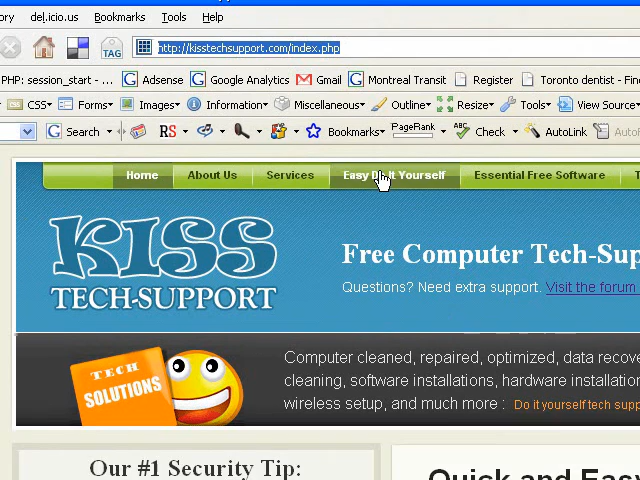 ory del.icio.us Bookmarks Tools Help
TAG http://kisstechsupport.com/index.php
PHP: session_start - ... Adsense Google Analytics Gmail Montreal Transit Register Toronto dentist - Fin
CSS Forms Images Information Miscellaneous Outline Resize Tools View Source
G Search RS Bookmarks PageRank ABC Check AutoLink AutoF
Home About Us Services Easy Do It Yourself Essential Free Software T
KISS
TECH-SUPPORT
Free Computer Tech-Sup
Questions? Need extra support. Visit the forum
TECH
SOLUTIONS
Computer cleaned, repaired, optimized, data recove
cleaning, software installations, hardware installation
wireless setup, and much more : Do it yourself tech supp
Our #1 Security Tip:
Quick and Easy